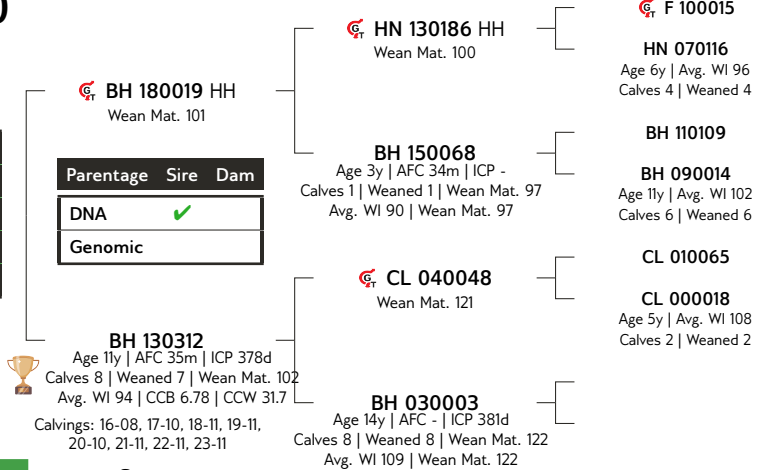 F 100015
HN 130186 HH
Wean Mat. 100
HN 070116
Age 6y | Avg. WI 96
Calves 4 | Weaned 4
BH 180019 HH
Wean Mat. 101
BH 110109
BH 150068
Age 3y | AFC 34m | ICP -
Calves 1 | Weaned 1 | Wean Mat. 97
Avg. WI 90 | Wean Mat. 97
BH 090014
Age 11y | Avg. WI 102
Calves 6 | Weaned 6
Parentage Sire Dam
DNA ✔
Genomic
CL 010065
CL 040048
Wean Mat. 121
CL 000018
Age 5y | Avg. WI 108
Calves 2 | Weaned 2
BH 130312
Age 11y | AFC 35m | ICP 378d
Calves 8 | Weaned 7 | Wean Mat. 102
Avg. WI 94 | CCB 6.78 | CCW 31.7
Calvings: 16-08, 17-10, 18-11, 19-11,
20-10, 21-11, 22-11, 23-11
BH 030003
Age 14y | AFC - | ICP 381d
Calves 8 | Weaned 8 | Wean Mat. 122
Avg. WI 109 | Wean Mat. 122